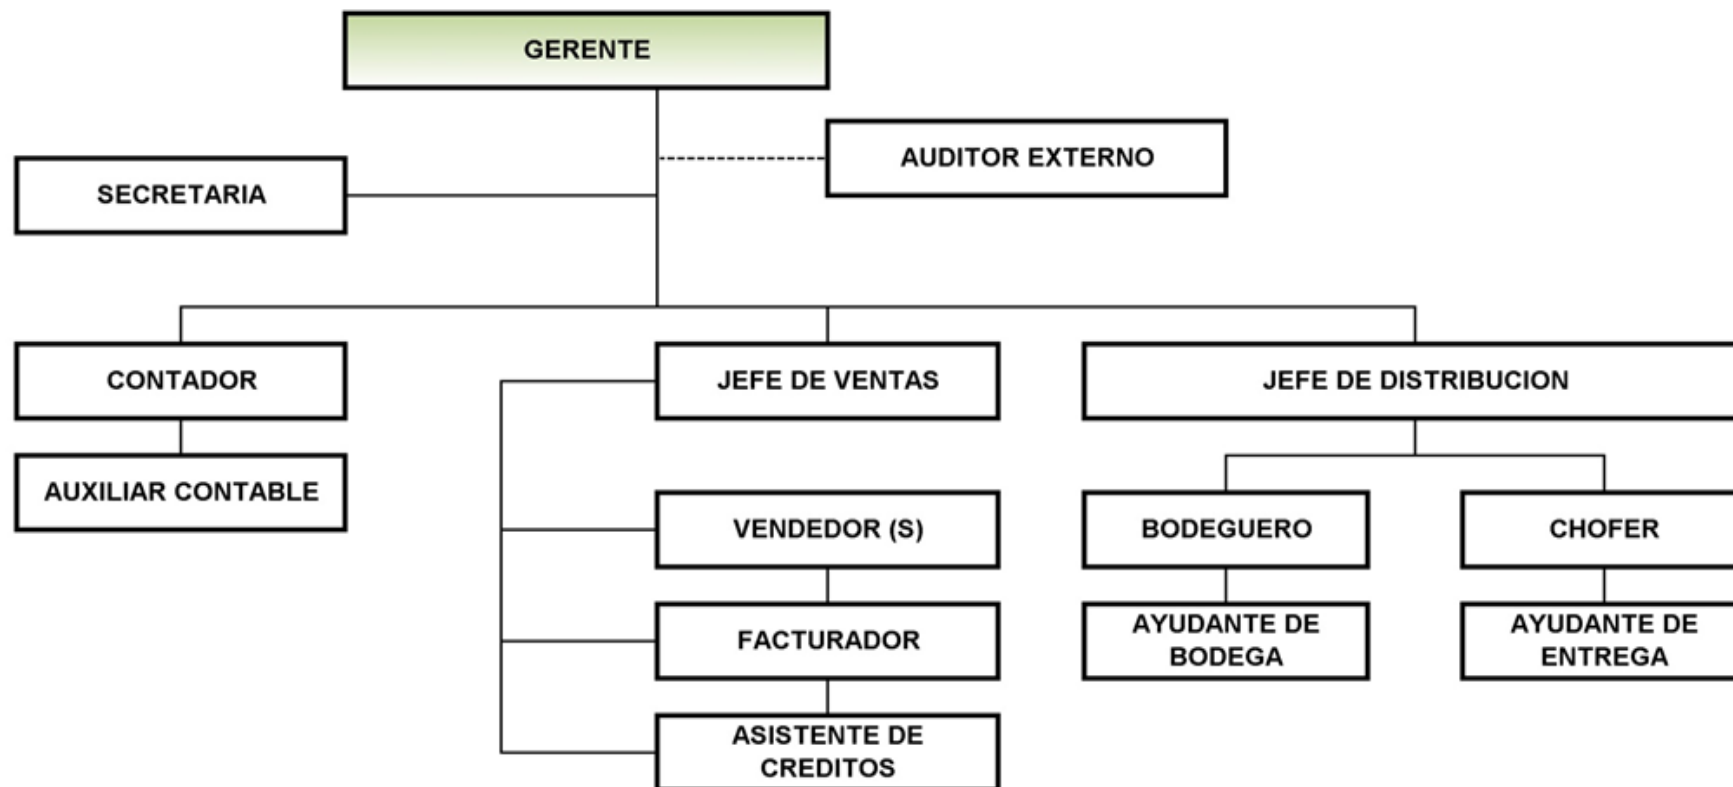 GERENTE
AUDITOR EXTERNO
SECRETARIA
CONTADOR
JEFE DE VENTAS
JEFE DE DISTRIBUCION
AUXILIAR CONTABLE
VENDEDOR (S)
BODEGUERO
CHOFER
FACTURADOR
AYUDANTE DE
BODEGA
AYUDANTE DE
ENTREGA
ASISTENTE DE
CREDITOS